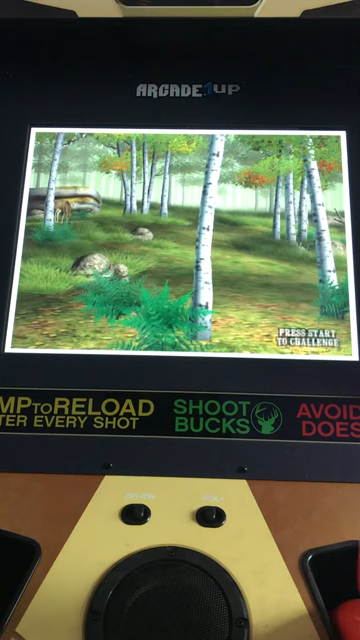 ARCADE1UP
PRESS START
TO CHALLENGE
MP TO RELOAD
TER EVERY SHOT
SHOOT
BUCKS
AVOID
DOES